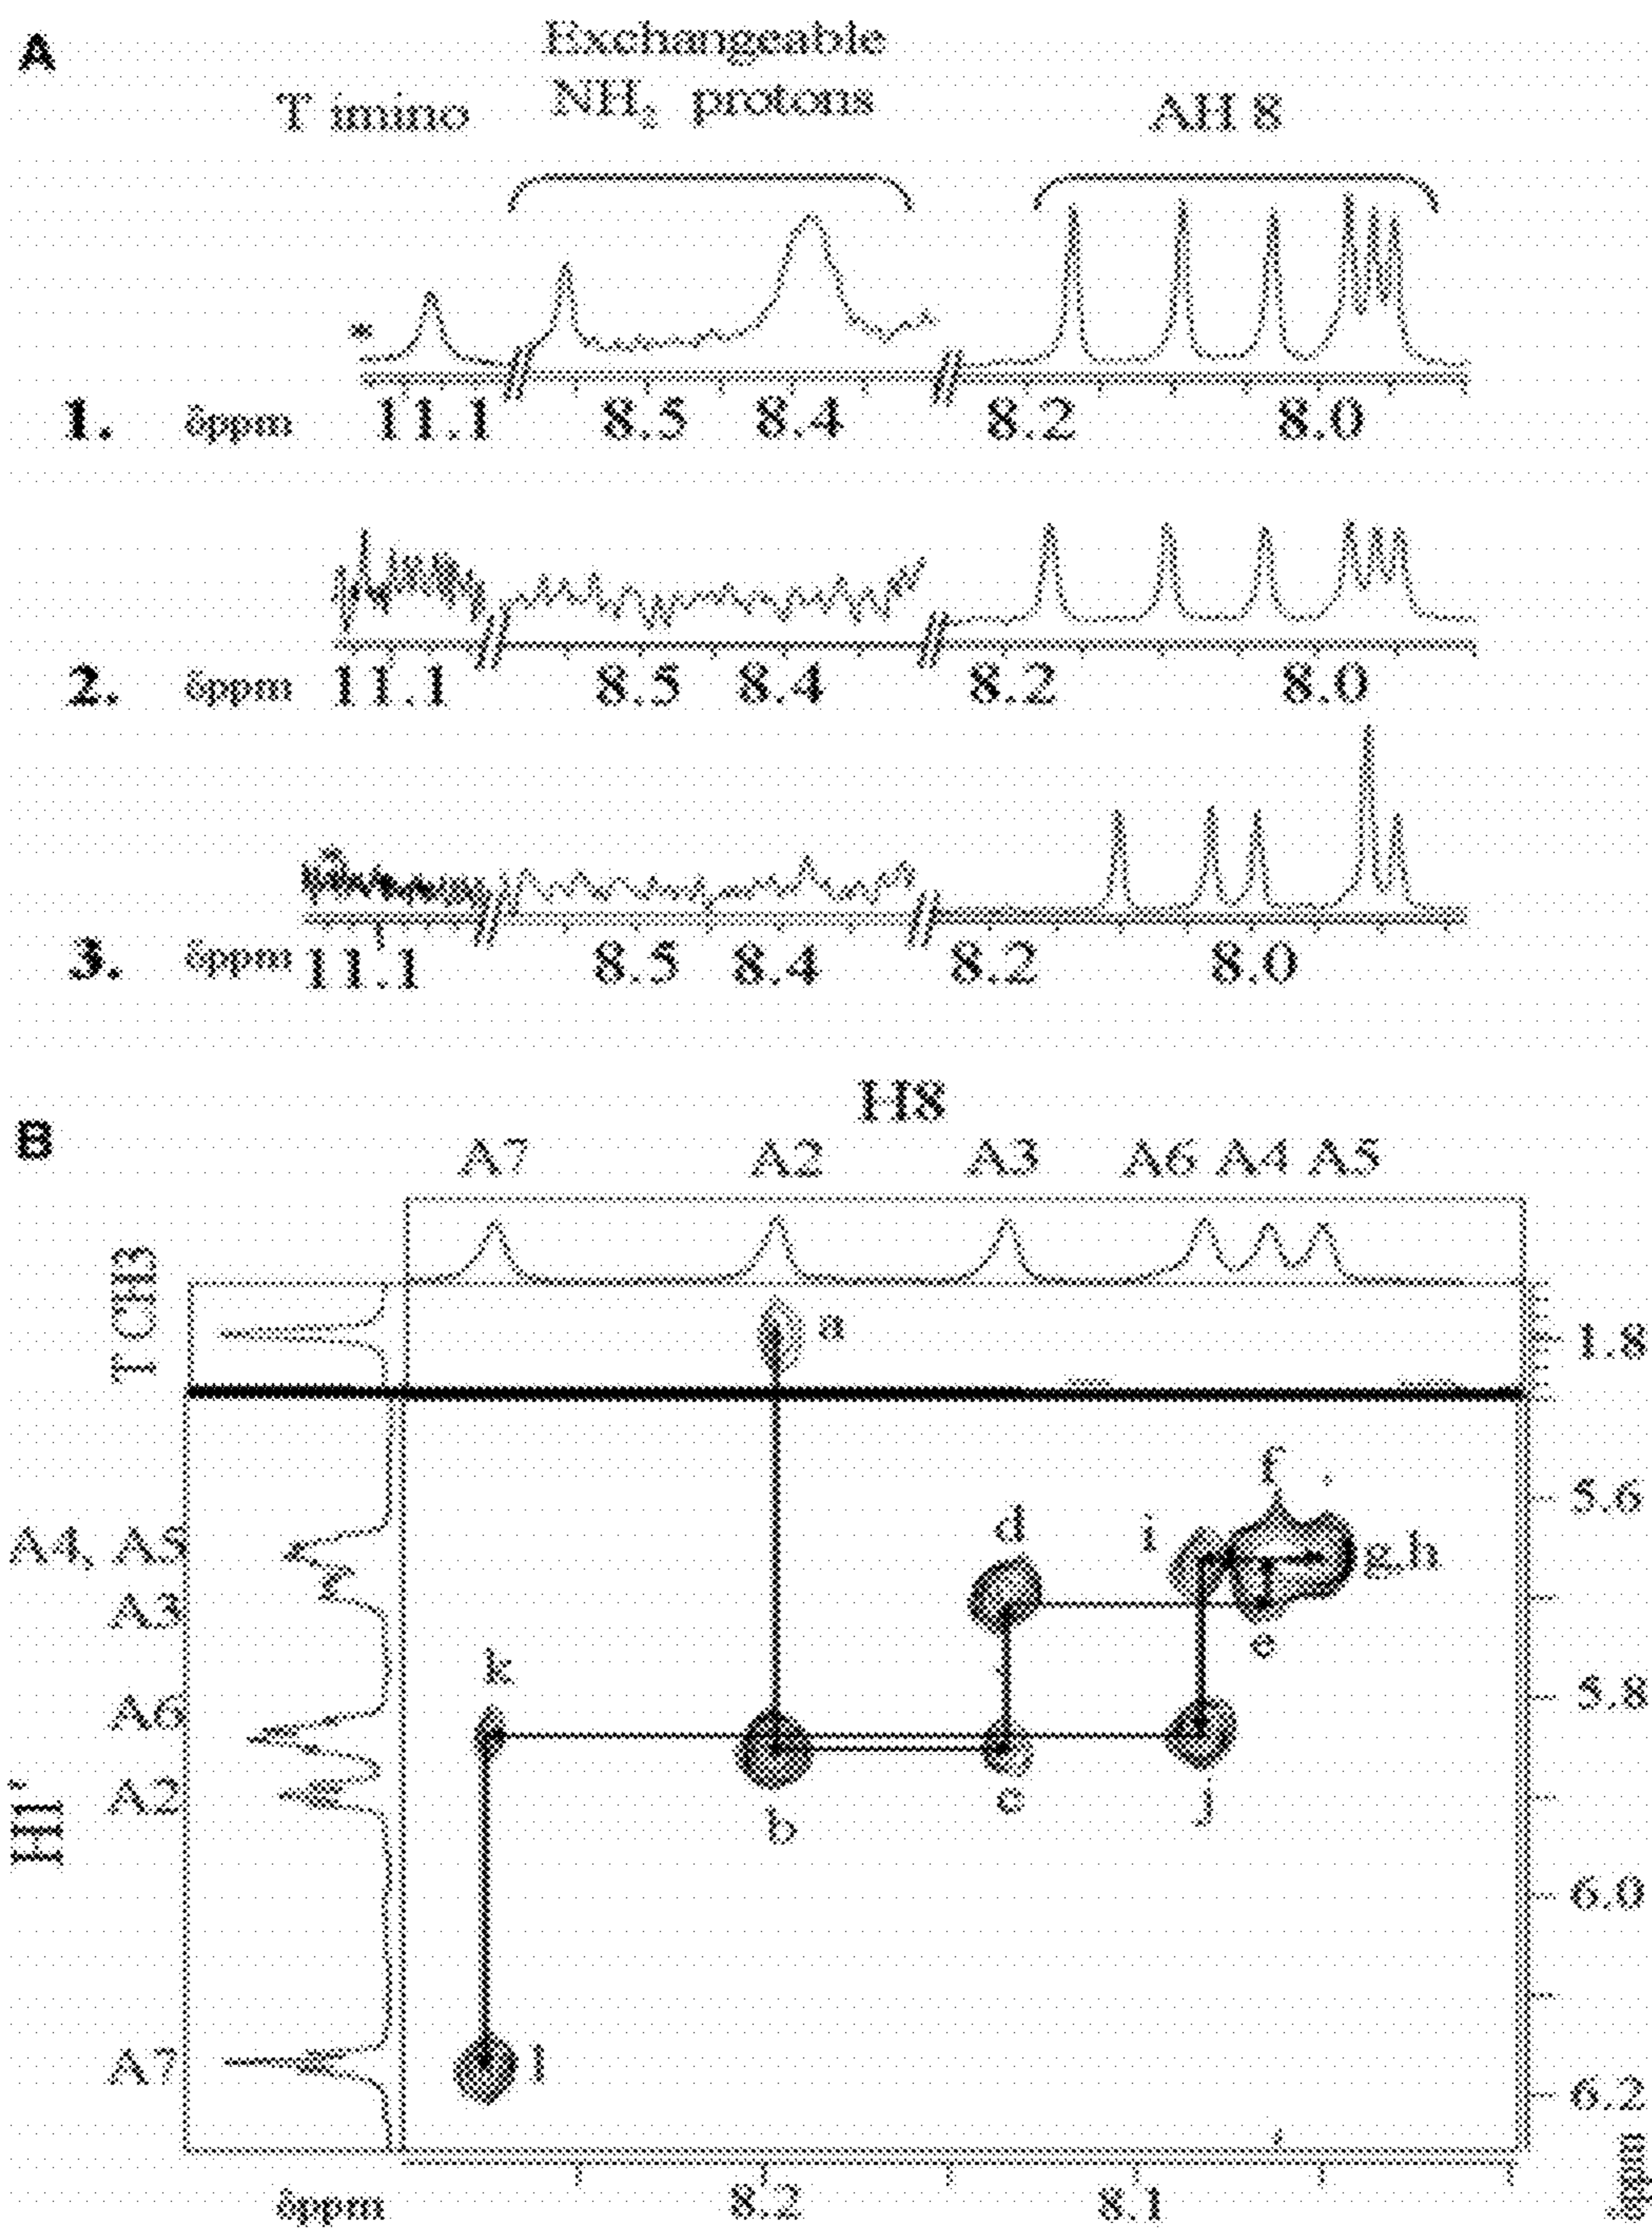 A
Exchangeable
T imino NH₂ protons AH 8
*
1. δppm 11.1 8.5 8.4 8.2 8.0
2. δppm 11.1 8.5 8.4 8.2 8.0
3. δppm 11.1 8.5 8.4 8.2 8.0
H8
B
A7 A2 A3 A6 A4 A5
T CH3
a
1.8
f
5.6
A4, A5
d
i
g,h
A3
e
k
A6
5.8
A2
c
j
b
H1'
6.0
A7
l
6.2
δppm 8.2 8.1
δppm